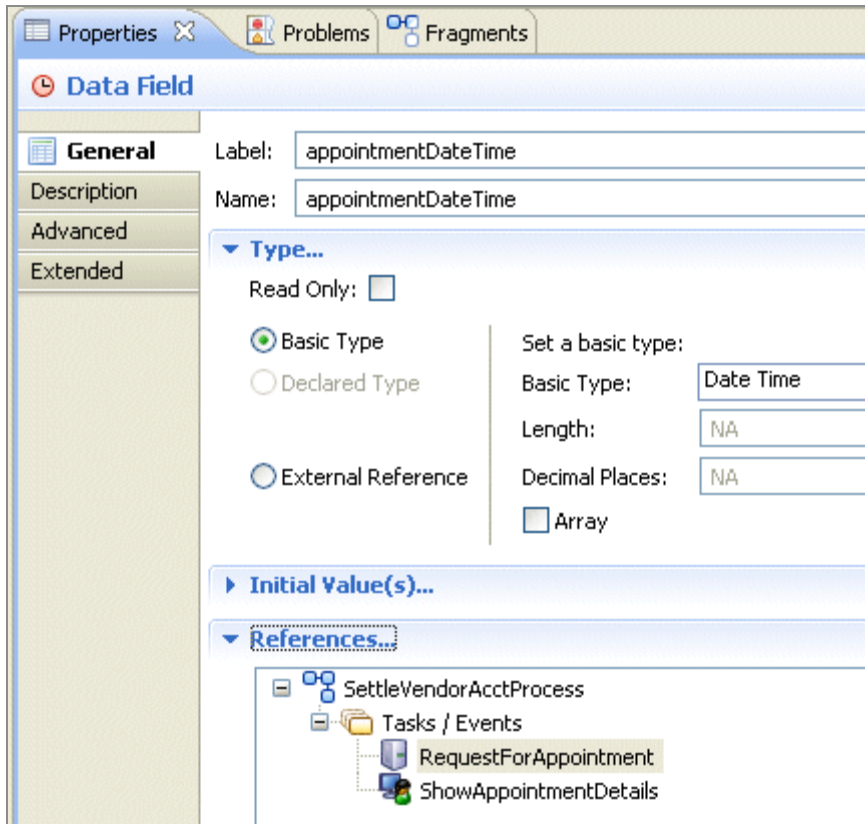 Properties Problems Fragments
Data Field
General
Label: appointmentDateTime
Description
Name: appointmentDateTime
Advanced
Type...
Extended
Read Only:
Basic Type Set a basic type:
Declared Type Basic Type: Date Time
Length: NA
External Reference Decimal Places: NA
Array
Initial Value(s)...
References...
SettleVendorAcctProcess
Tasks / Events
RequestForAppointment
ShowAppointmentDetails